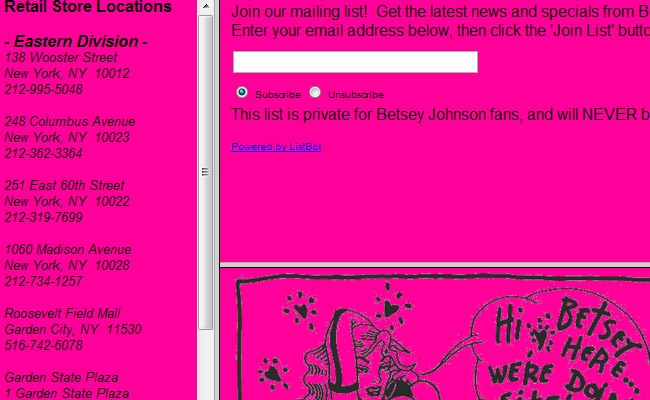 Retail Store Locations
- Eastern Division -
138 Wooster Street
New York, NY 10012
212-995-5048
248 Columbus Avenue
New York, NY 10023
212-362-3364
251 East 60th Street
New York, NY 10022
212-319-7699
1060 Madison Avenue
New York, NY 10028
212-734-1257
Roosevelt Field Mall
Garden City, NY 11530
516-742-6078
Garden State Plaza
1 Garden State Plaza
Join our mailing list! Get the latest news and specials from B
Enter your email address below, then click the 'Join List' butto
Subscribe Unsubscribe
This list is private for Betsey Johnson fans, and will NEVER b
Powered by ListBot
Hi BETSEY
HERE...
WERE DOIN